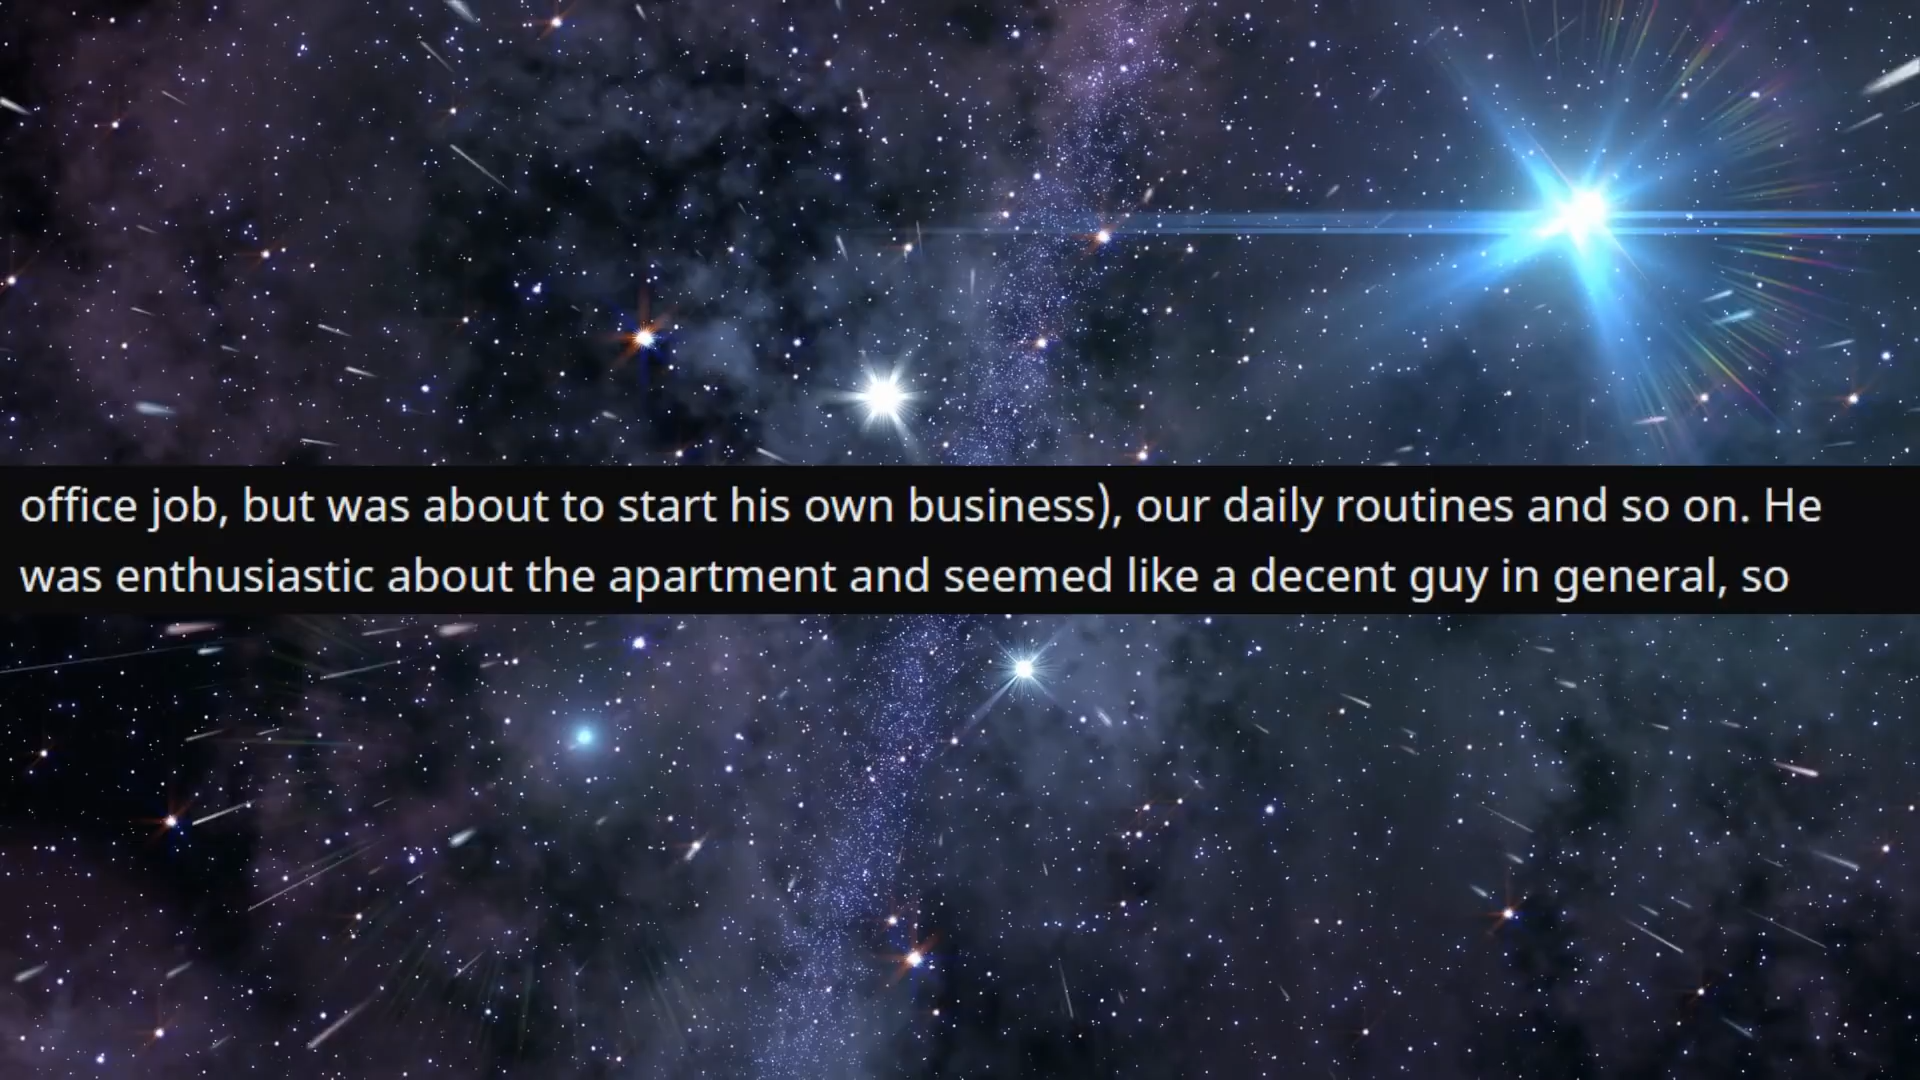 office job, but was about to start his own business), our daily routines and so on. He
was enthusiastic about the apartment and seemed like a decent guy in general, so